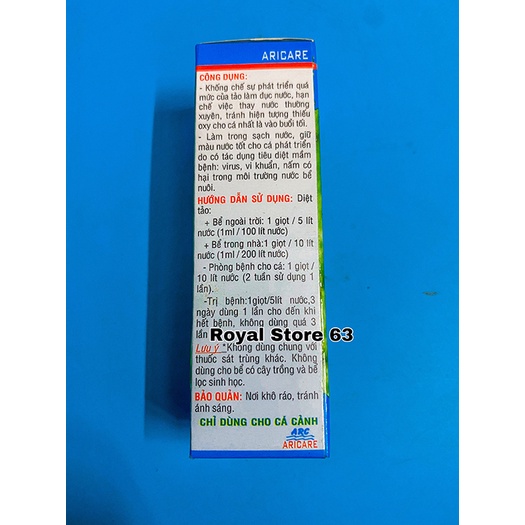 ARICARE
CÔNG DỤNG:
- Khống chế sự phát triển quá
mức của tảo làm đục nước, hạn
chế việc thay nước thường
xuyên, tránh hiện tượng thiếu
oxy cho cá nhất là vào buổi tối.
- Làm trong sạch nước, giữ
màu nước tốt cho cá phát triển
do có tác dụng tiêu diệt mầm
bệnh: virus, vi khuẩn, nấm có
hại trong môi trường nước bể
nuôi.
HƯỚNG DẪN SỬ DỤNG: Diệt
tảo:
+ Bể ngoài trời: 1 giọt / 5 lít
nước (1ml / 100 lít nước)
+ Bể trong nhà:1 giọt / 10 lít
nước (1ml / 200 lít nước)
- Phòng bệnh cho cá: 1 giọt /
10 lít nước (2 tuần sử dụng 1
lần).
-Trị bệnh:1giọt/5lít nước,3
ngày dùng 1 lần cho đến khi
hết bệnh, không dùng quá 3
lần
Royal Store 63
Lưu ý "Không dùng chung với
thuốc sát trùng khác. Không
dùng cho bể có cây trồng và bể
lọc sinh học.
BẢO QUẢN: Nơi khô ráo, tránh
ánh sáng.
CHỈ DÙNG CHO CÁ CẢNH
ARC
ARICARE